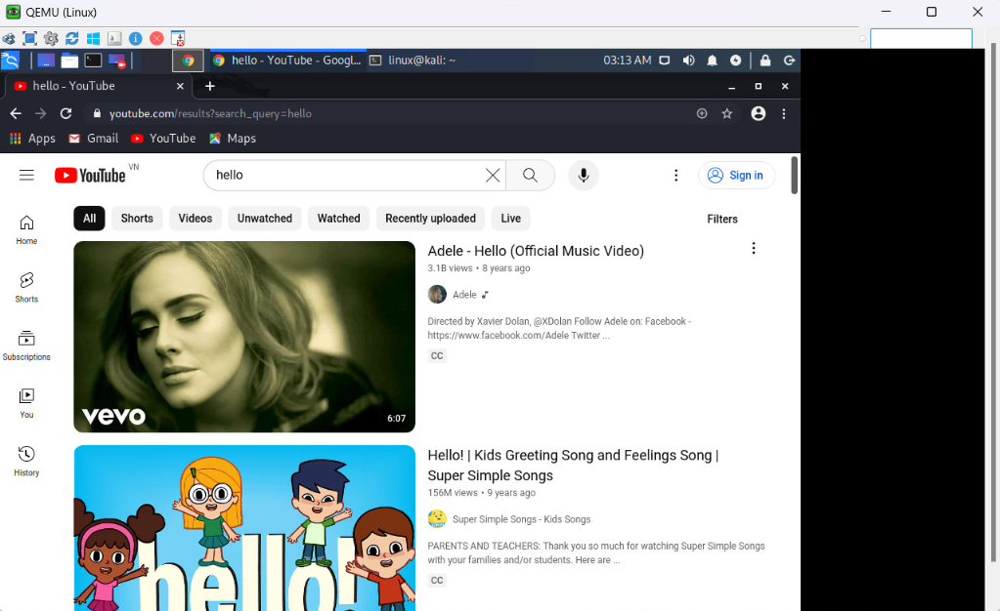 QEMU (Linux)
hello - YouTube - Googl...
linux@kali: ~
03:13 AM
hello - YouTube
youtube.com/results?search_query=hello
Apps
Gmail
YouTube
Maps
YouTube VN
hello
Sign in
All
Shorts
Videos
Unwatched
Watched
Recently uploaded
Live
Filters
Home
Shorts
Subscriptions
You
History
vevo
6:07
Adele - Hello (Official Music Video)
3.1B views • 8 years ago
Adele
Directed by Xavier Dolan, @XDolan Follow Adele on: Facebook -
https://www.facebook.com/Adele Twitter ...
CC
hello!
Hello! | Kids Greeting Song and Feelings Song |
Super Simple Songs
156M views • 9 years ago
Super Simple Songs - Kids Songs
PARENTS AND TEACHERS: Thank you so much for watching Super Simple Songs
with your families and/or students. Here are ...
CC